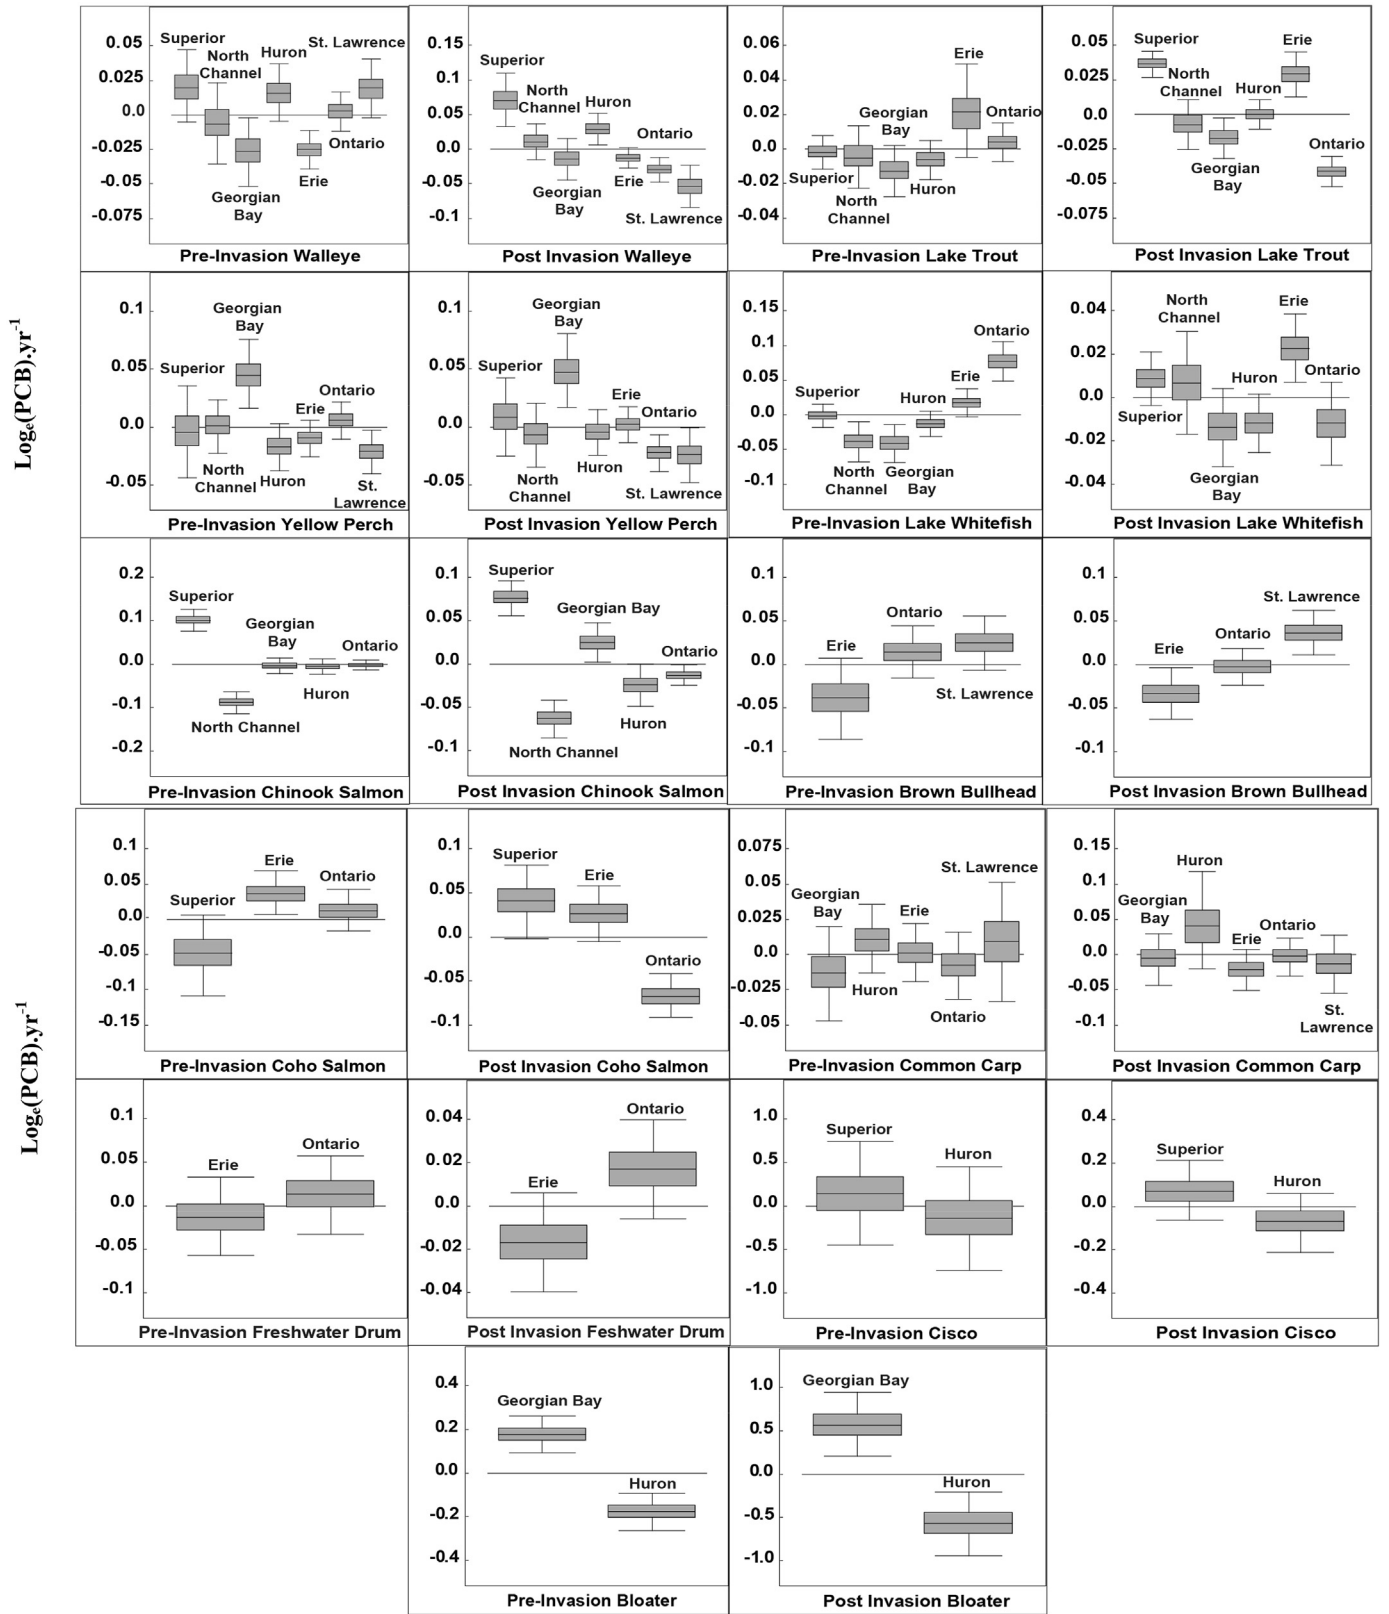 Logₑ(PCB).yr⁻¹
0.05
0.025
0.0
-0.025
-0.05
-0.075
Superior
North
Channel
Georgian
Bay
Huron
Erie
Ontario
St. Lawrence
Pre-Invasion Walleye
0.15
0.1
0.05
0.0
-0.05
-0.1
Superior
North
Channel
Georgian
Bay
Huron
Erie
Ontario
St. Lawrence
Post Invasion Walleye
0.06
0.04
0.02
0.0
-0.02
-0.04
Superior
North
Channel
Georgian
Bay
Huron
Erie
Ontario
Pre-Invasion Lake Trout
0.05
0.025
0.0
-0.025
-0.05
-0.075
Superior
North
Channel
Georgian
Bay
Huron
Erie
Ontario
Post Invasion Lake Trout
0.1
0.05
0.0
-0.05
Superior
North
Channel
Georgian
Bay
Huron
Erie
Ontario
St.
Lawrence
Pre-Invasion Yellow Perch
0.1
0.05
0.0
-0.05
Superior
North
Channel
Georgian
Bay
Huron
Erie
Ontario
St. Lawrence
Post Invasion Yellow Perch
0.15
0.1
0.05
0.0
-0.05
-0.1
Superior
North
Channel
Georgian
Bay
Huron
Erie
Ontario
Pre-Invasion Lake Whitefish
0.04
0.02
0.0
-0.02
-0.04
Superior
North
Channel
Georgian
Bay
Huron
Erie
Ontario
Post Invasion Lake Whitefish
0.2
0.1
0.0
-0.1
-0.2
Superior
North Channel
Georgian
Bay
Huron
Ontario
Pre-Invasion Chinook Salmon
0.1
0.05
0.0
-0.05
-0.1
Superior
North Channel
Georgian Bay
Huron
Ontario
Post Invasion Chinook Salmon
0.1
0.05
0.0
-0.05
-0.1
Erie
Ontario
St. Lawrence
Pre-Invasion Brown Bullhead
0.1
0.05
0.0
-0.05
-0.1
Erie
Ontario
St. Lawrence
Post Invasion Brown Bullhead
Logₑ(PCB).yr⁻¹
0.1
0.05
0.0
-0.05
-0.1
-0.15
Superior
Erie
Ontario
Pre-Invasion Coho Salmon
0.1
0.05
0.0
-0.05
-0.1
Superior
Erie
Ontario
Post Invasion Coho Salmon
0.075
0.05
0.025
0.0
-0.025
-0.05
Georgian
Bay
Huron
Erie
Ontario
St. Lawrence
Pre-Invasion Common Carp
0.15
0.1
0.05
0.0
-0.05
-0.1
Georgian
Bay
Huron
Erie
Ontario
St.
Lawrence
Post Invasion Common Carp
0.1
0.05
0.0
-0.05
-0.1
Erie
Ontario
Pre-Invasion Freshwater Drum
0.04
0.02
0.0
-0.02
-0.04
Erie
Ontario
Post Invasion Feshwater Drum
1.0
0.5
0.0
-0.5
-1.0
Superior
Huron
Pre-Invasion Cisco
0.4
0.2
0.0
-0.2
-0.4
Superior
Huron
Post Invasion Cisco
0.4
0.2
0.0
-0.2
-0.4
Georgian Bay
Huron
Pre-Invasion Bloater
1.0
0.5
0.0
-0.5
-1.0
Georgian Bay
Huron
Post Invasion Bloater